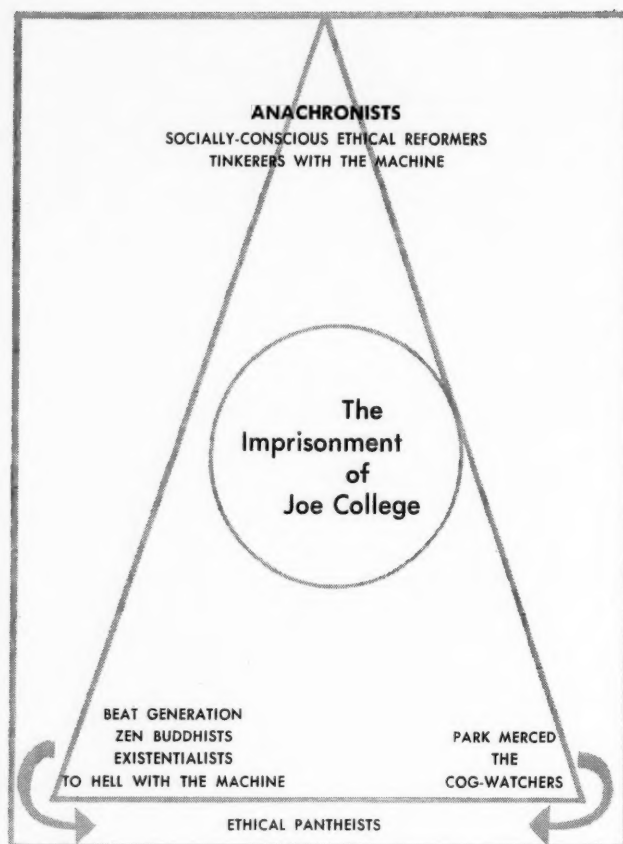 ANACHRONISTS
SOCIALLY-CONSCIOUS ETHICAL REFORMERS
TINKERERS WITH THE MACHINE
The
Imprisonment
of
Joe College
BEAT GENERATION
ZEN BUDDHISTS
EXISTENTIALISTS
TO HELL WITH THE MACHINE
PARK MERCED
THE
COG-WATCHERS
ETHICAL PANTHEISTS